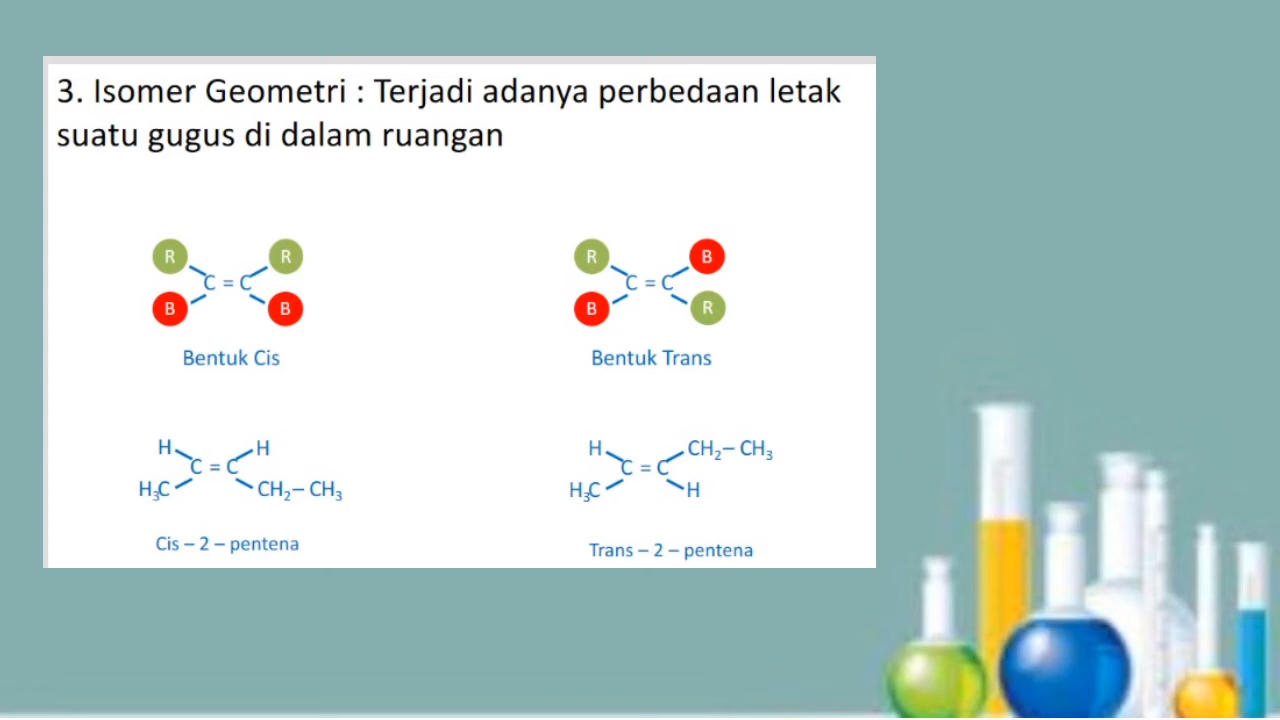 3. Isomer Geometri : Terjadi adanya perbedaan letak
suatu gugus di dalam ruangan
R R R B
C = C C = C
B B B R
Bentuk Cis Bentuk Trans
H H H CH₂– CH₃
C = C C = C
H₃C CH₂– CH₃ H₃C H
Cis – 2 – pentena Trans – 2 – pentena